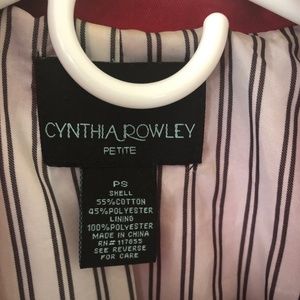 CYNTHIA ROWLEY
PETITE
PS
SHELL
55%COTTON
45%POLYESTER
LINING
100%POLYESTER
MADE IN CHINA
RN# 117655
SEE REVERSE
FOR CARE